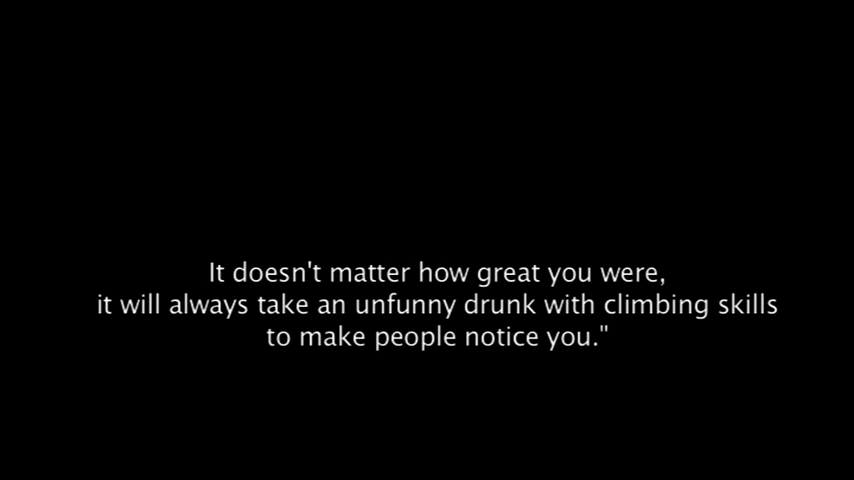 It doesn't matter how great you were,
it will always take an unfunny drunk with climbing skills
to make people notice you."